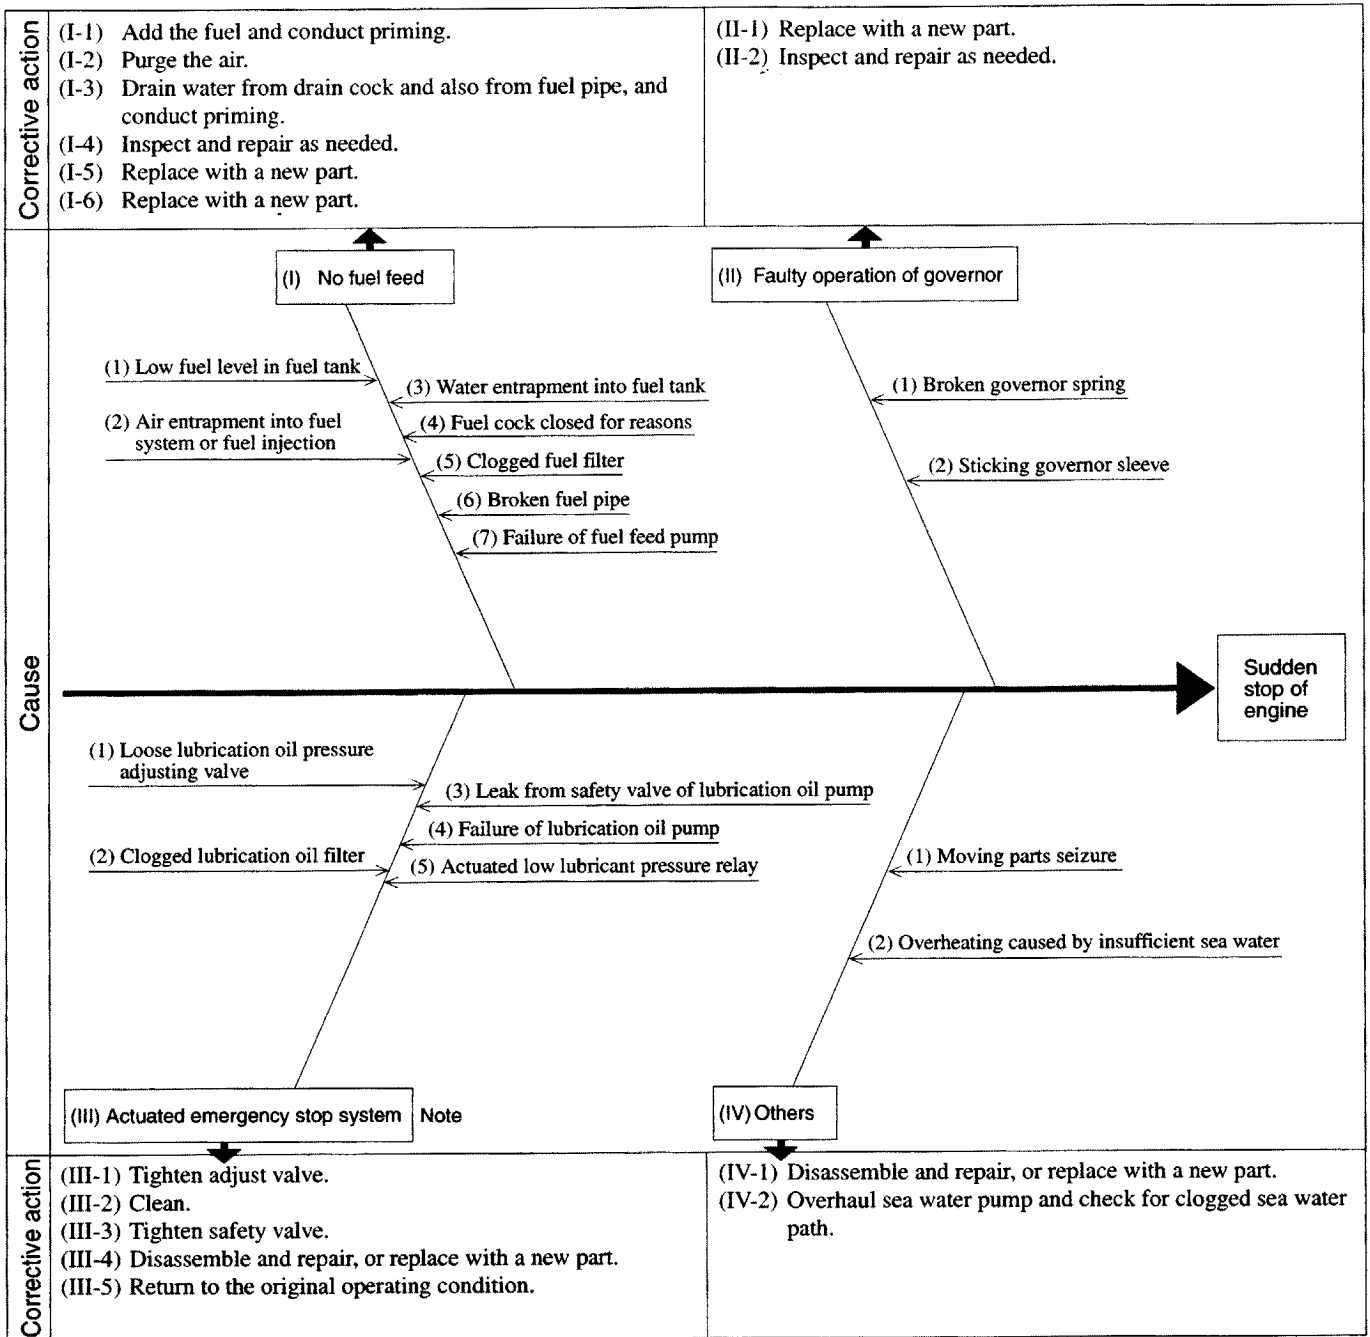 Corrective action
(I-1) Add the fuel and conduct priming.
(I-2) Purge the air.
(I-3) Drain water from drain cock and also from fuel pipe, and
conduct priming.
(I-4) Inspect and repair as needed.
(I-5) Replace with a new part.
(I-6) Replace with a new part.
(II-1) Replace with a new part.
(II-2) Inspect and repair as needed.
Cause
(I) No fuel feed
(II) Faulty operation of governor
(1) Low fuel level in fuel tank
(2) Air entrapment into fuel
system or fuel injection
(3) Water entrapment into fuel tank
(4) Fuel cock closed for reasons
(5) Clogged fuel filter
(6) Broken fuel pipe
(7) Failure of fuel feed pump
(1) Broken governor spring
(2) Sticking governor sleeve
Sudden
stop of
engine
(1) Loose lubrication oil pressure
adjusting valve
(2) Clogged lubrication oil filter
(3) Leak from safety valve of lubrication oil pump
(4) Failure of lubrication oil pump
(5) Actuated low lubricant pressure relay
(1) Moving parts seizure
(2) Overheating caused by insufficient sea water
(III) Actuated emergency stop system Note
(IV) Others
Corrective action
(III-1) Tighten adjust valve.
(III-2) Clean.
(III-3) Tighten safety valve.
(III-4) Disassemble and repair, or replace with a new part.
(III-5) Return to the original operating condition.
(IV-1) Disassemble and repair, or replace with a new part.
(IV-2) Overhaul sea water pump and check for clogged sea water
path.